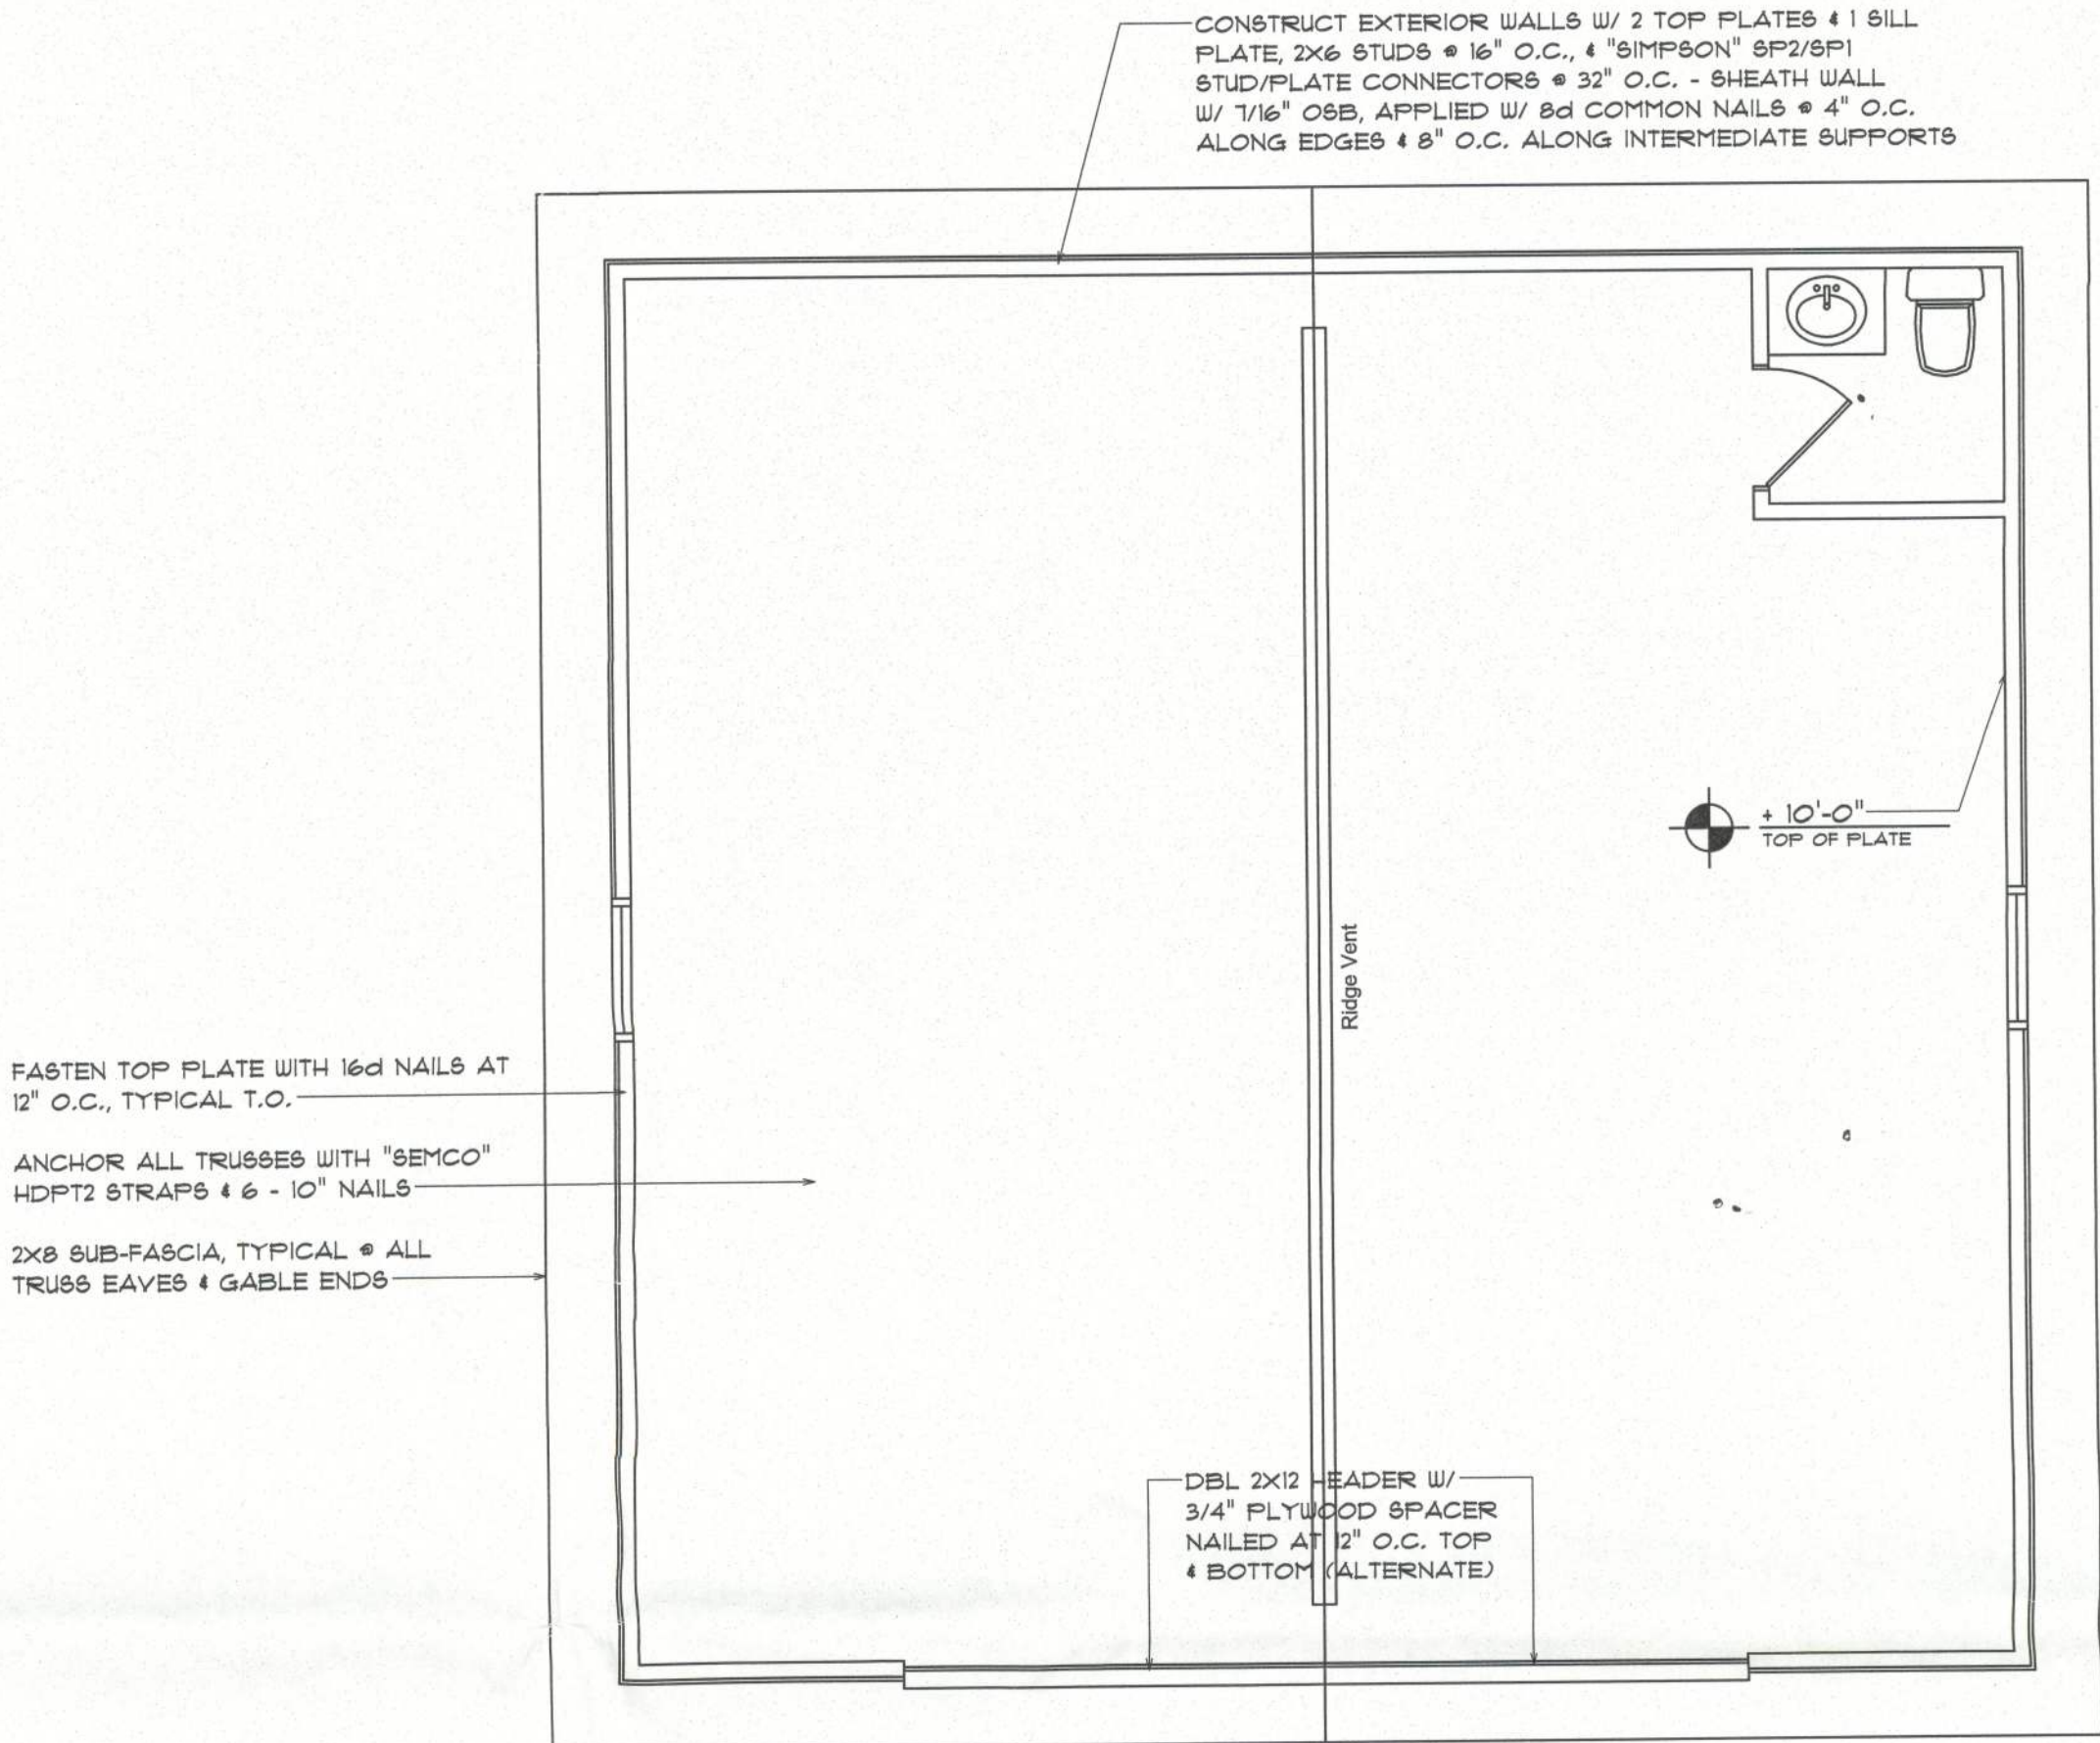 CONSTRUCT EXTERIOR WALLS W/ 2 TOP PLATES & 1 SILL
PLATE, 2X6 STUDS @ 16" O.C., & "SIMPSON" SP2/SP1
STUD/PLATE CONNECTORS @ 32" O.C. - SHEATH WALL
W/ 7/16" OSB, APPLIED W/ 8d COMMON NAILS @ 4" O.C.
ALONG EDGES & 8" O.C. ALONG INTERMEDIATE SUPPORTS
+ 10'-0"
TOP OF PLATE
Ridge Vent
FASTEN TOP PLATE WITH 16d NAILS AT
12" O.C., TYPICAL T.O.
ANCHOR ALL TRUSSES WITH "SEMCO"
HDPT2 STRAPS & 6 - 10" NAILS
2X8 SUB-FASCIA, TYPICAL @ ALL
TRUSS EAVES & GABLE ENDS
DBL 2X12 HEADER W/
3/4" PLYWOOD SPACER
NAILED AT 12" O.C. TOP
& BOTTOM (ALTERNATE)